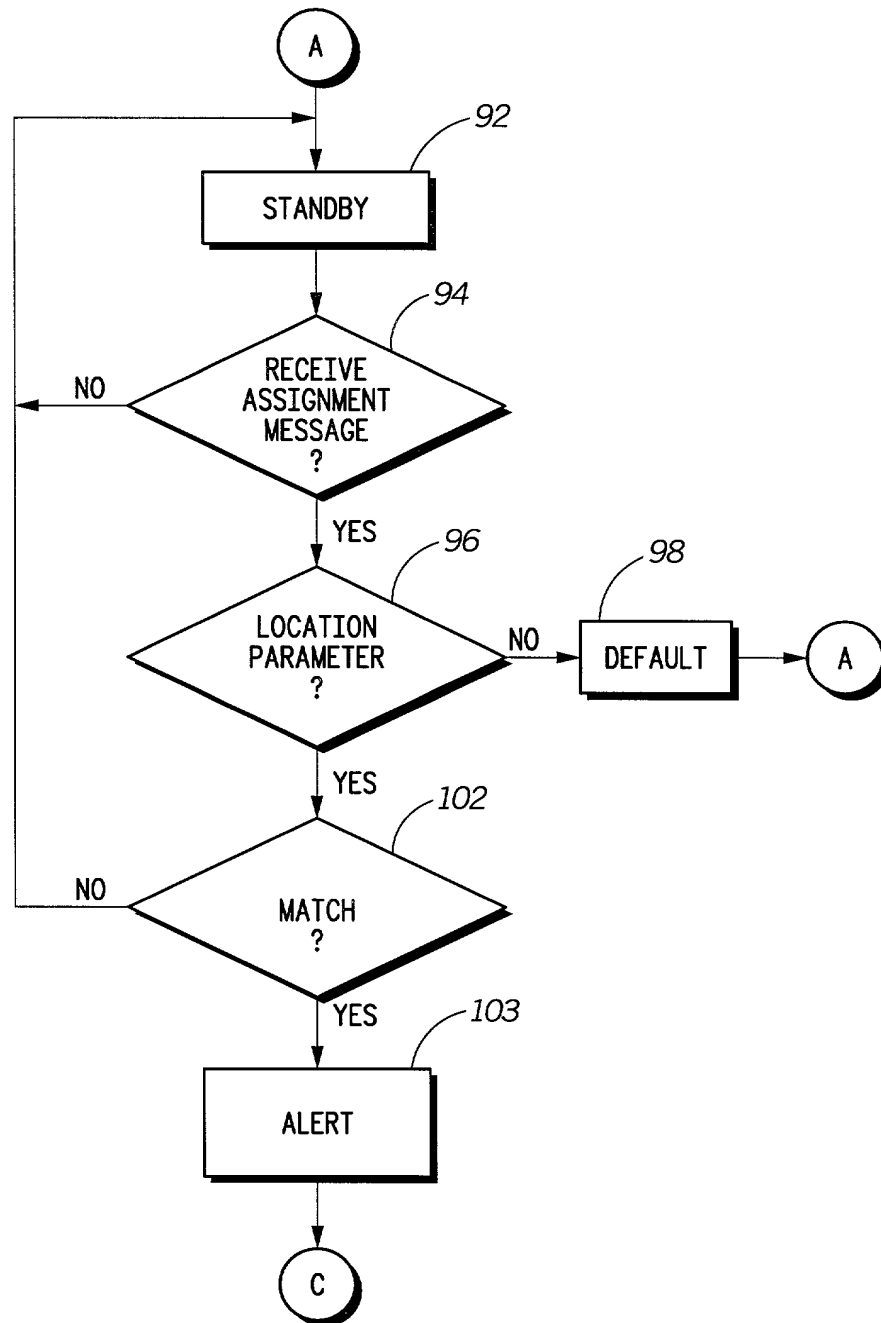 A
92
STANDBY
94
RECEIVE
ASSIGNMENT
MESSAGE
?
NO
YES
96
98
LOCATION
PARAMETER
?
NO
DEFAULT
A
YES
102
NO
MATCH
?
YES
103
ALERT
C